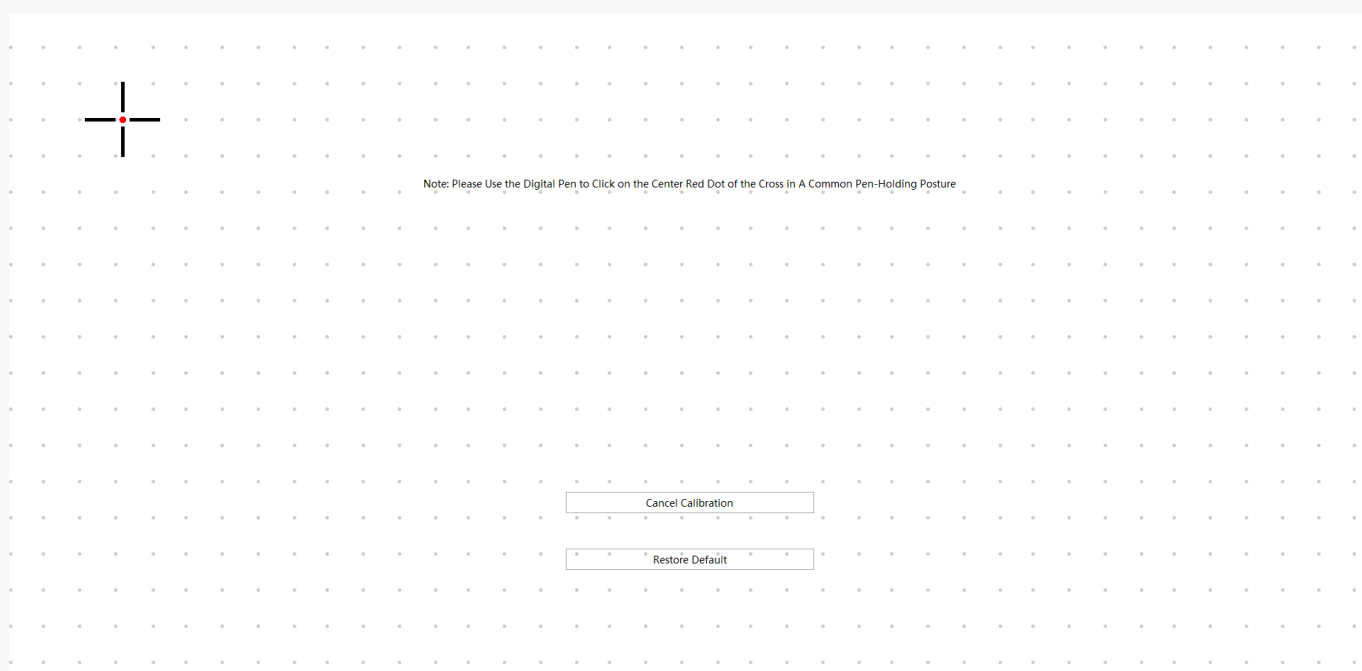 Note: Please Use the Digital Pen to Click on the Center Red Dot of the Cross in A Common Pen-Holding Posture
Cancel Calibration
Restore Default